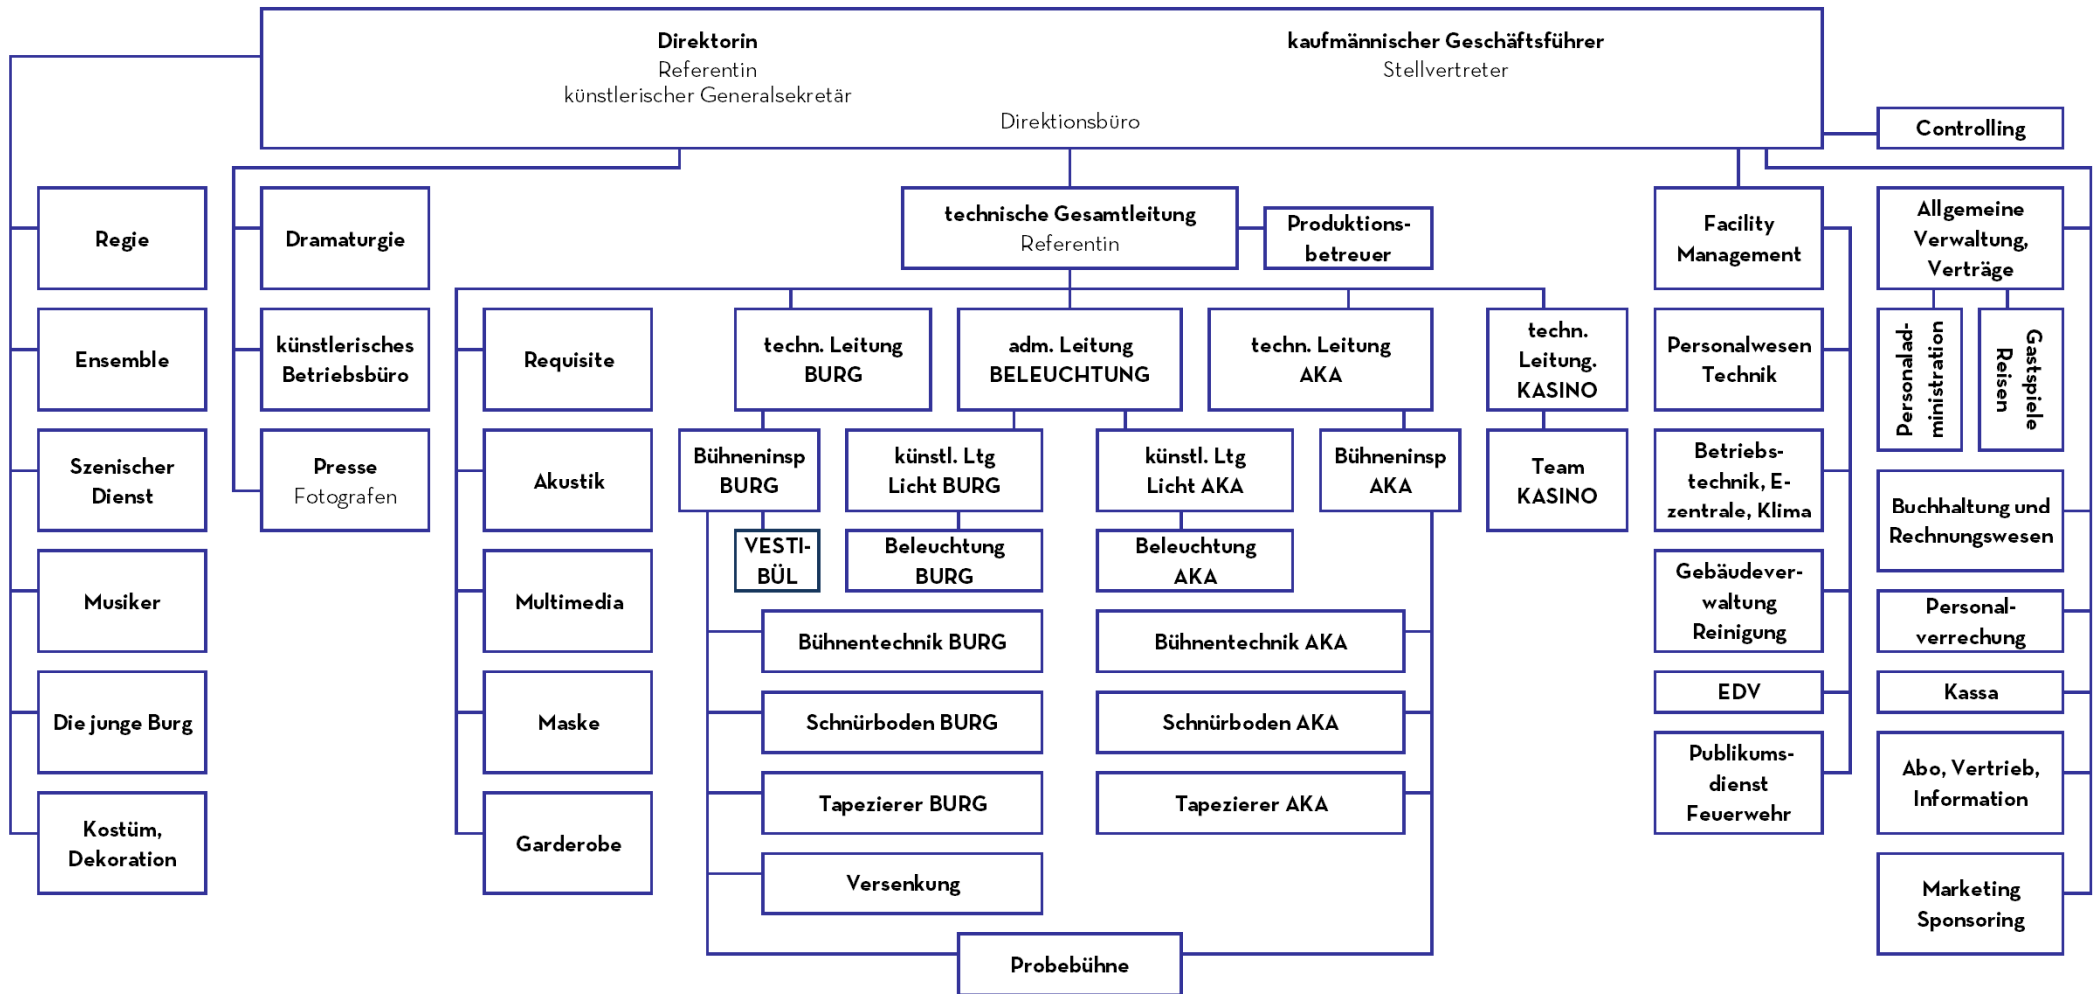 Direktorin
Referentin
künstlerischer Generalsekretär
kaufmännischer Geschäftsführer
Stellvertreter
Direktionsbüro
Controlling
Regie
Ensemble
Szenischer
Dienst
Musiker
Die junge Burg
Kostüm,
Dekoration
Dramaturgie
künstlerisches
Betriebsbüro
Presse
Fotografen
technische Gesamtleitung
Referentin
Produktions-
betreuer
Requisite
Akustik
Multimedia
Maske
Garderobe
techn. Leitung
BURG
adm. Leitung
BELEUCHTUNG
techn. Leitung
AKA
techn.
Leitung.
KASINO
Bühneninsp
BURG
künstl. Ltg
Licht BURG
künstl. Ltg
Licht AKA
Bühneninsp
AKA
Team
KASINO
VESTI-
BÜL
Beleuchtung
BURG
Beleuchtung
AKA
Bühnentechnik BURG
Bühnentechnik AKA
Schnürboden BURG
Schnürboden AKA
Tapezierer BURG
Tapezierer AKA
Versenkung
Probebühne
Facility
Management
Personalwesen
Technik
Betriebs-
technik, E-
zentrale, Klima
Gebäudever-
waltung
Reinigung
EDV
Publikums-
dienst
Feuerwehr
Allgemeine
Verwaltung,
Verträge
Personalad-
ministration
Gastspiele
Reisen
Buchhaltung und
Rechnungswesen
Personal-
verrechung
Kassa
Abo, Vertrieb,
Information
Marketing
Sponsoring